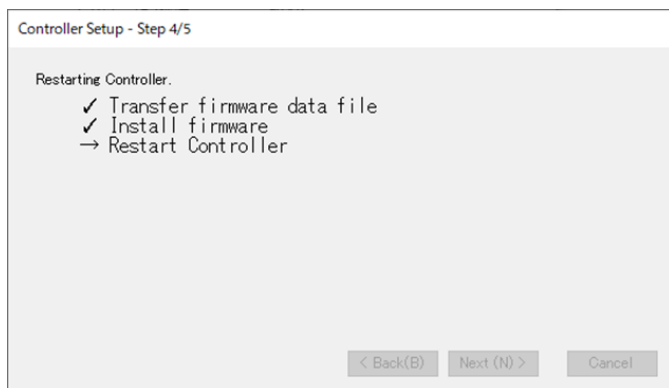 Controller Setup - Step 4/5
Restarting Controller.
✓ Transfer firmware data file
✓ Install firmware
→ Restart Controller
< Back(B) Next (N) > Cancel